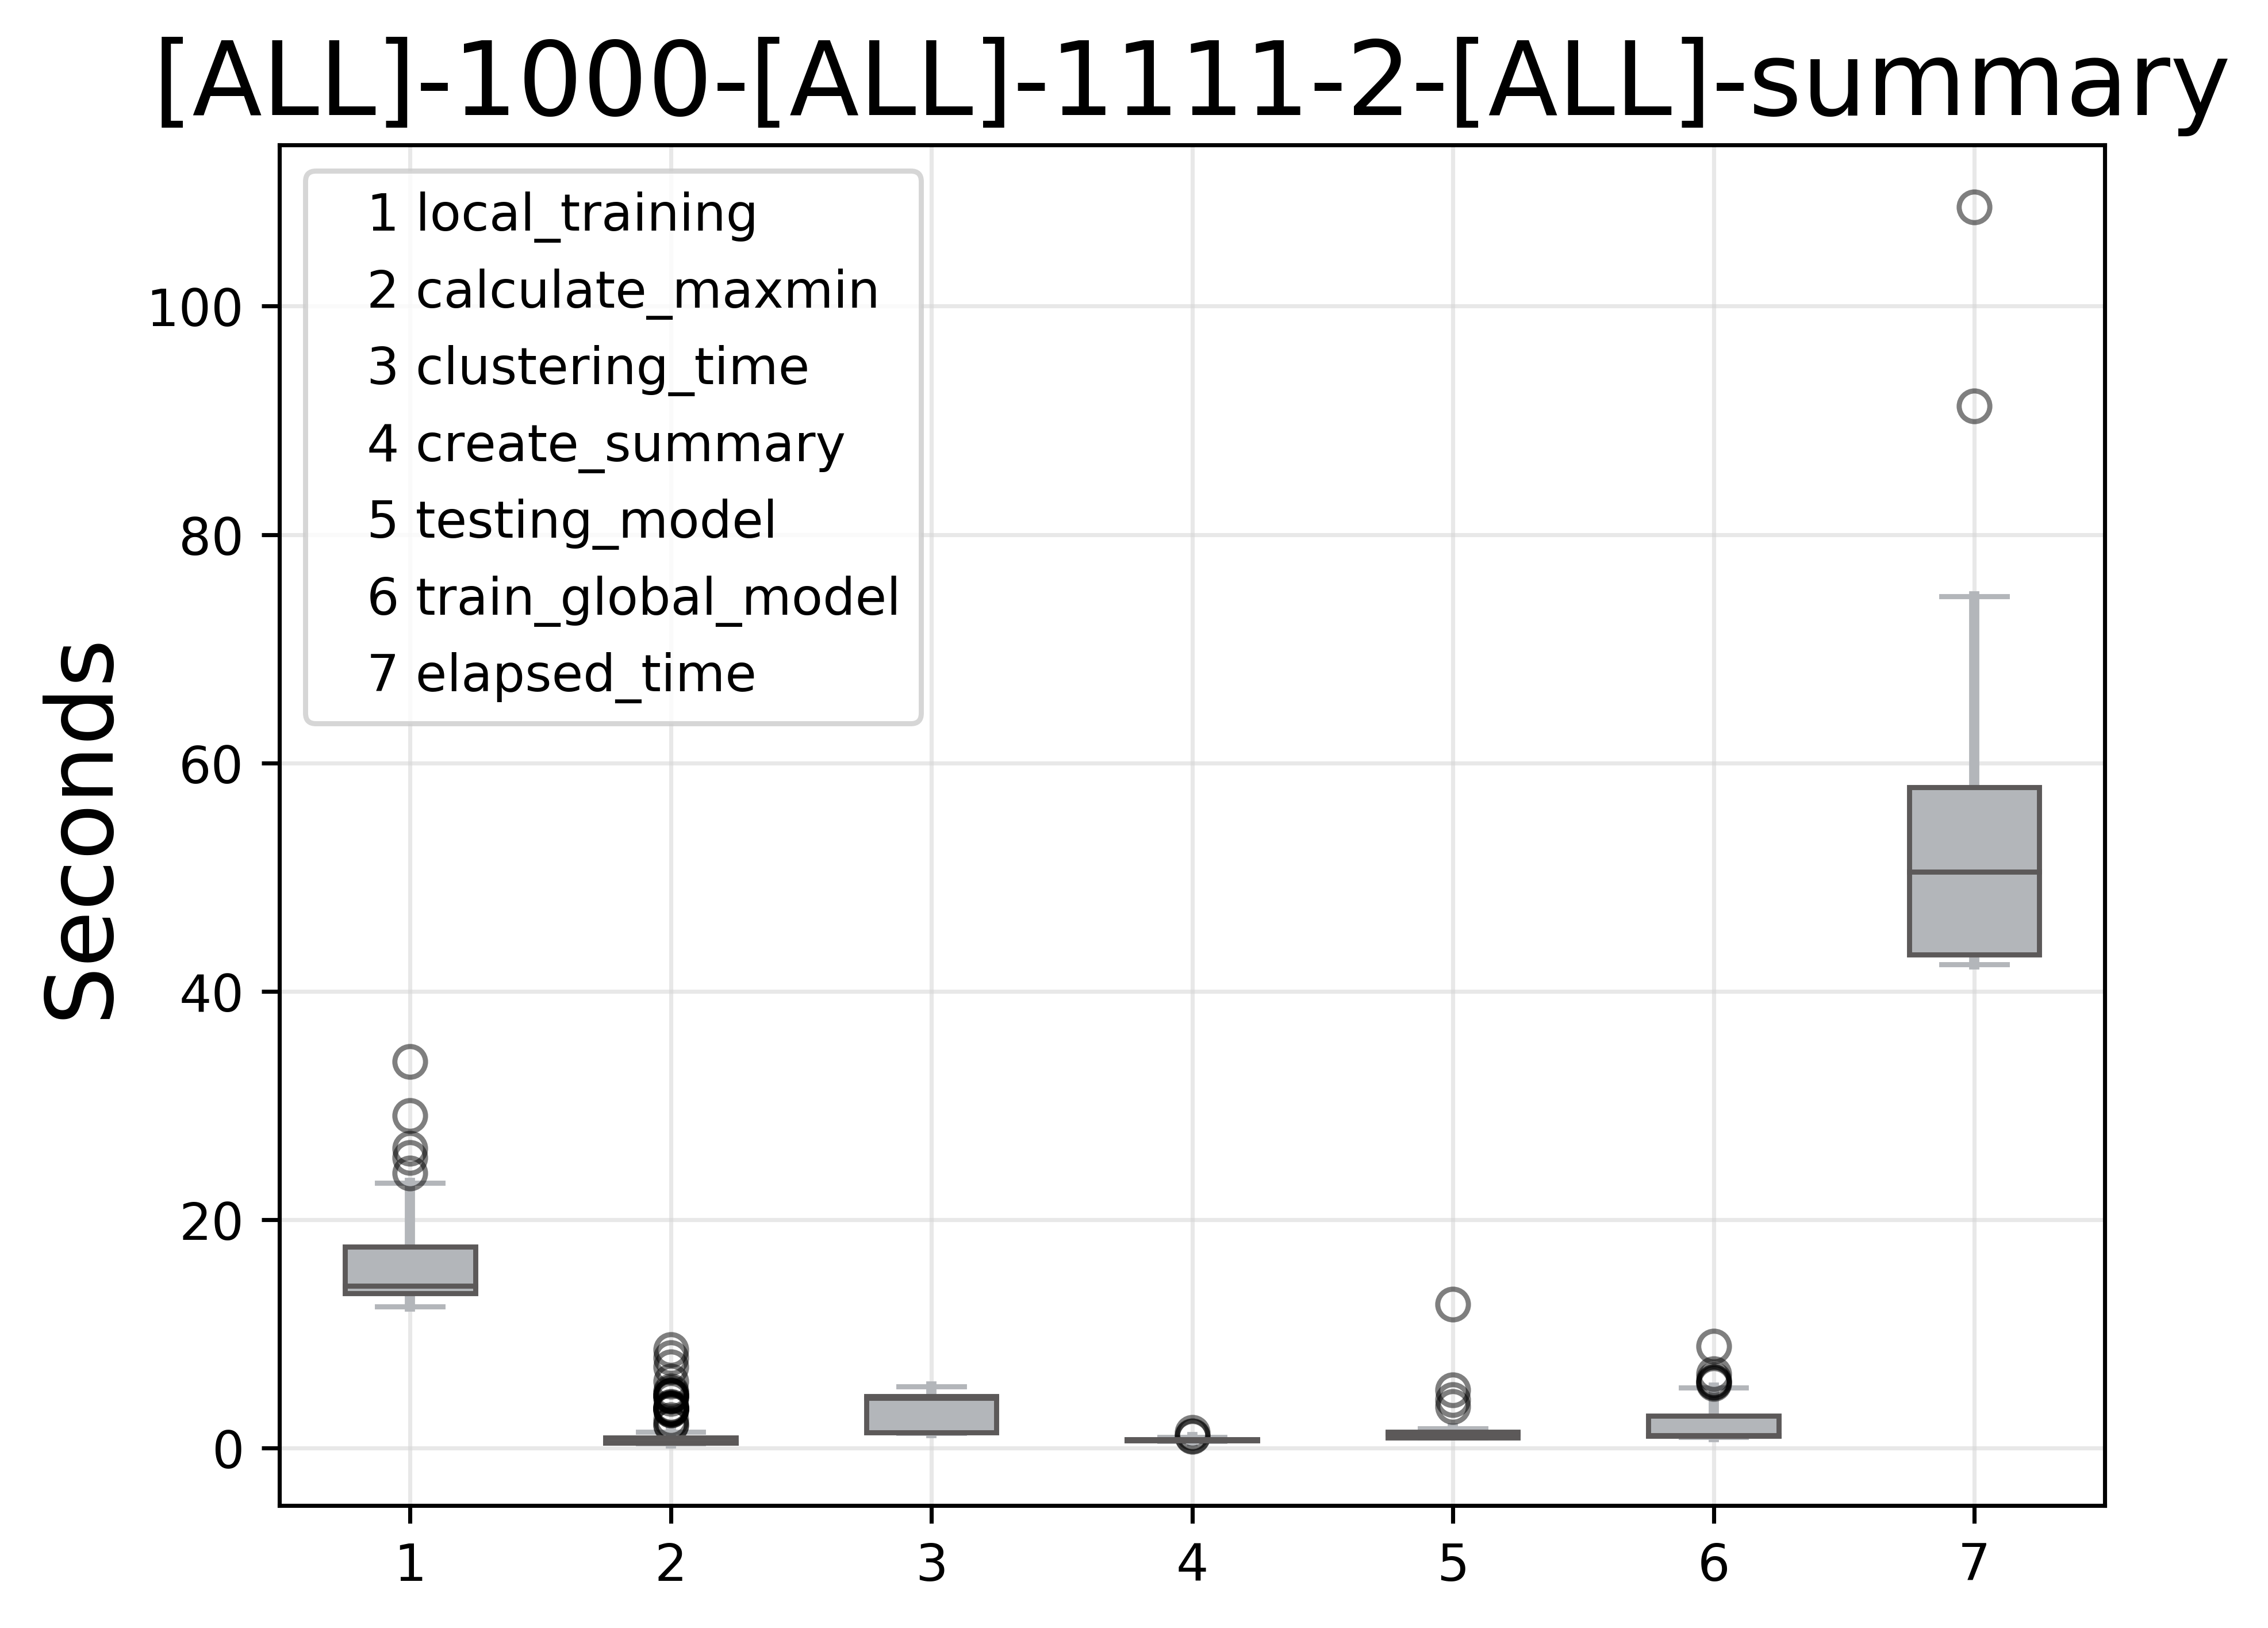 [ALL]-1000-[ALL]-1111-2-[ALL]-summary
1 local_training
2 calculate_maxmin
3 clustering_time
4 create_summary
5 testing_model
6 train_global_model
7 elapsed_time
Seconds
100
80
60
40
20
0
1 2 3 4 5 6 7